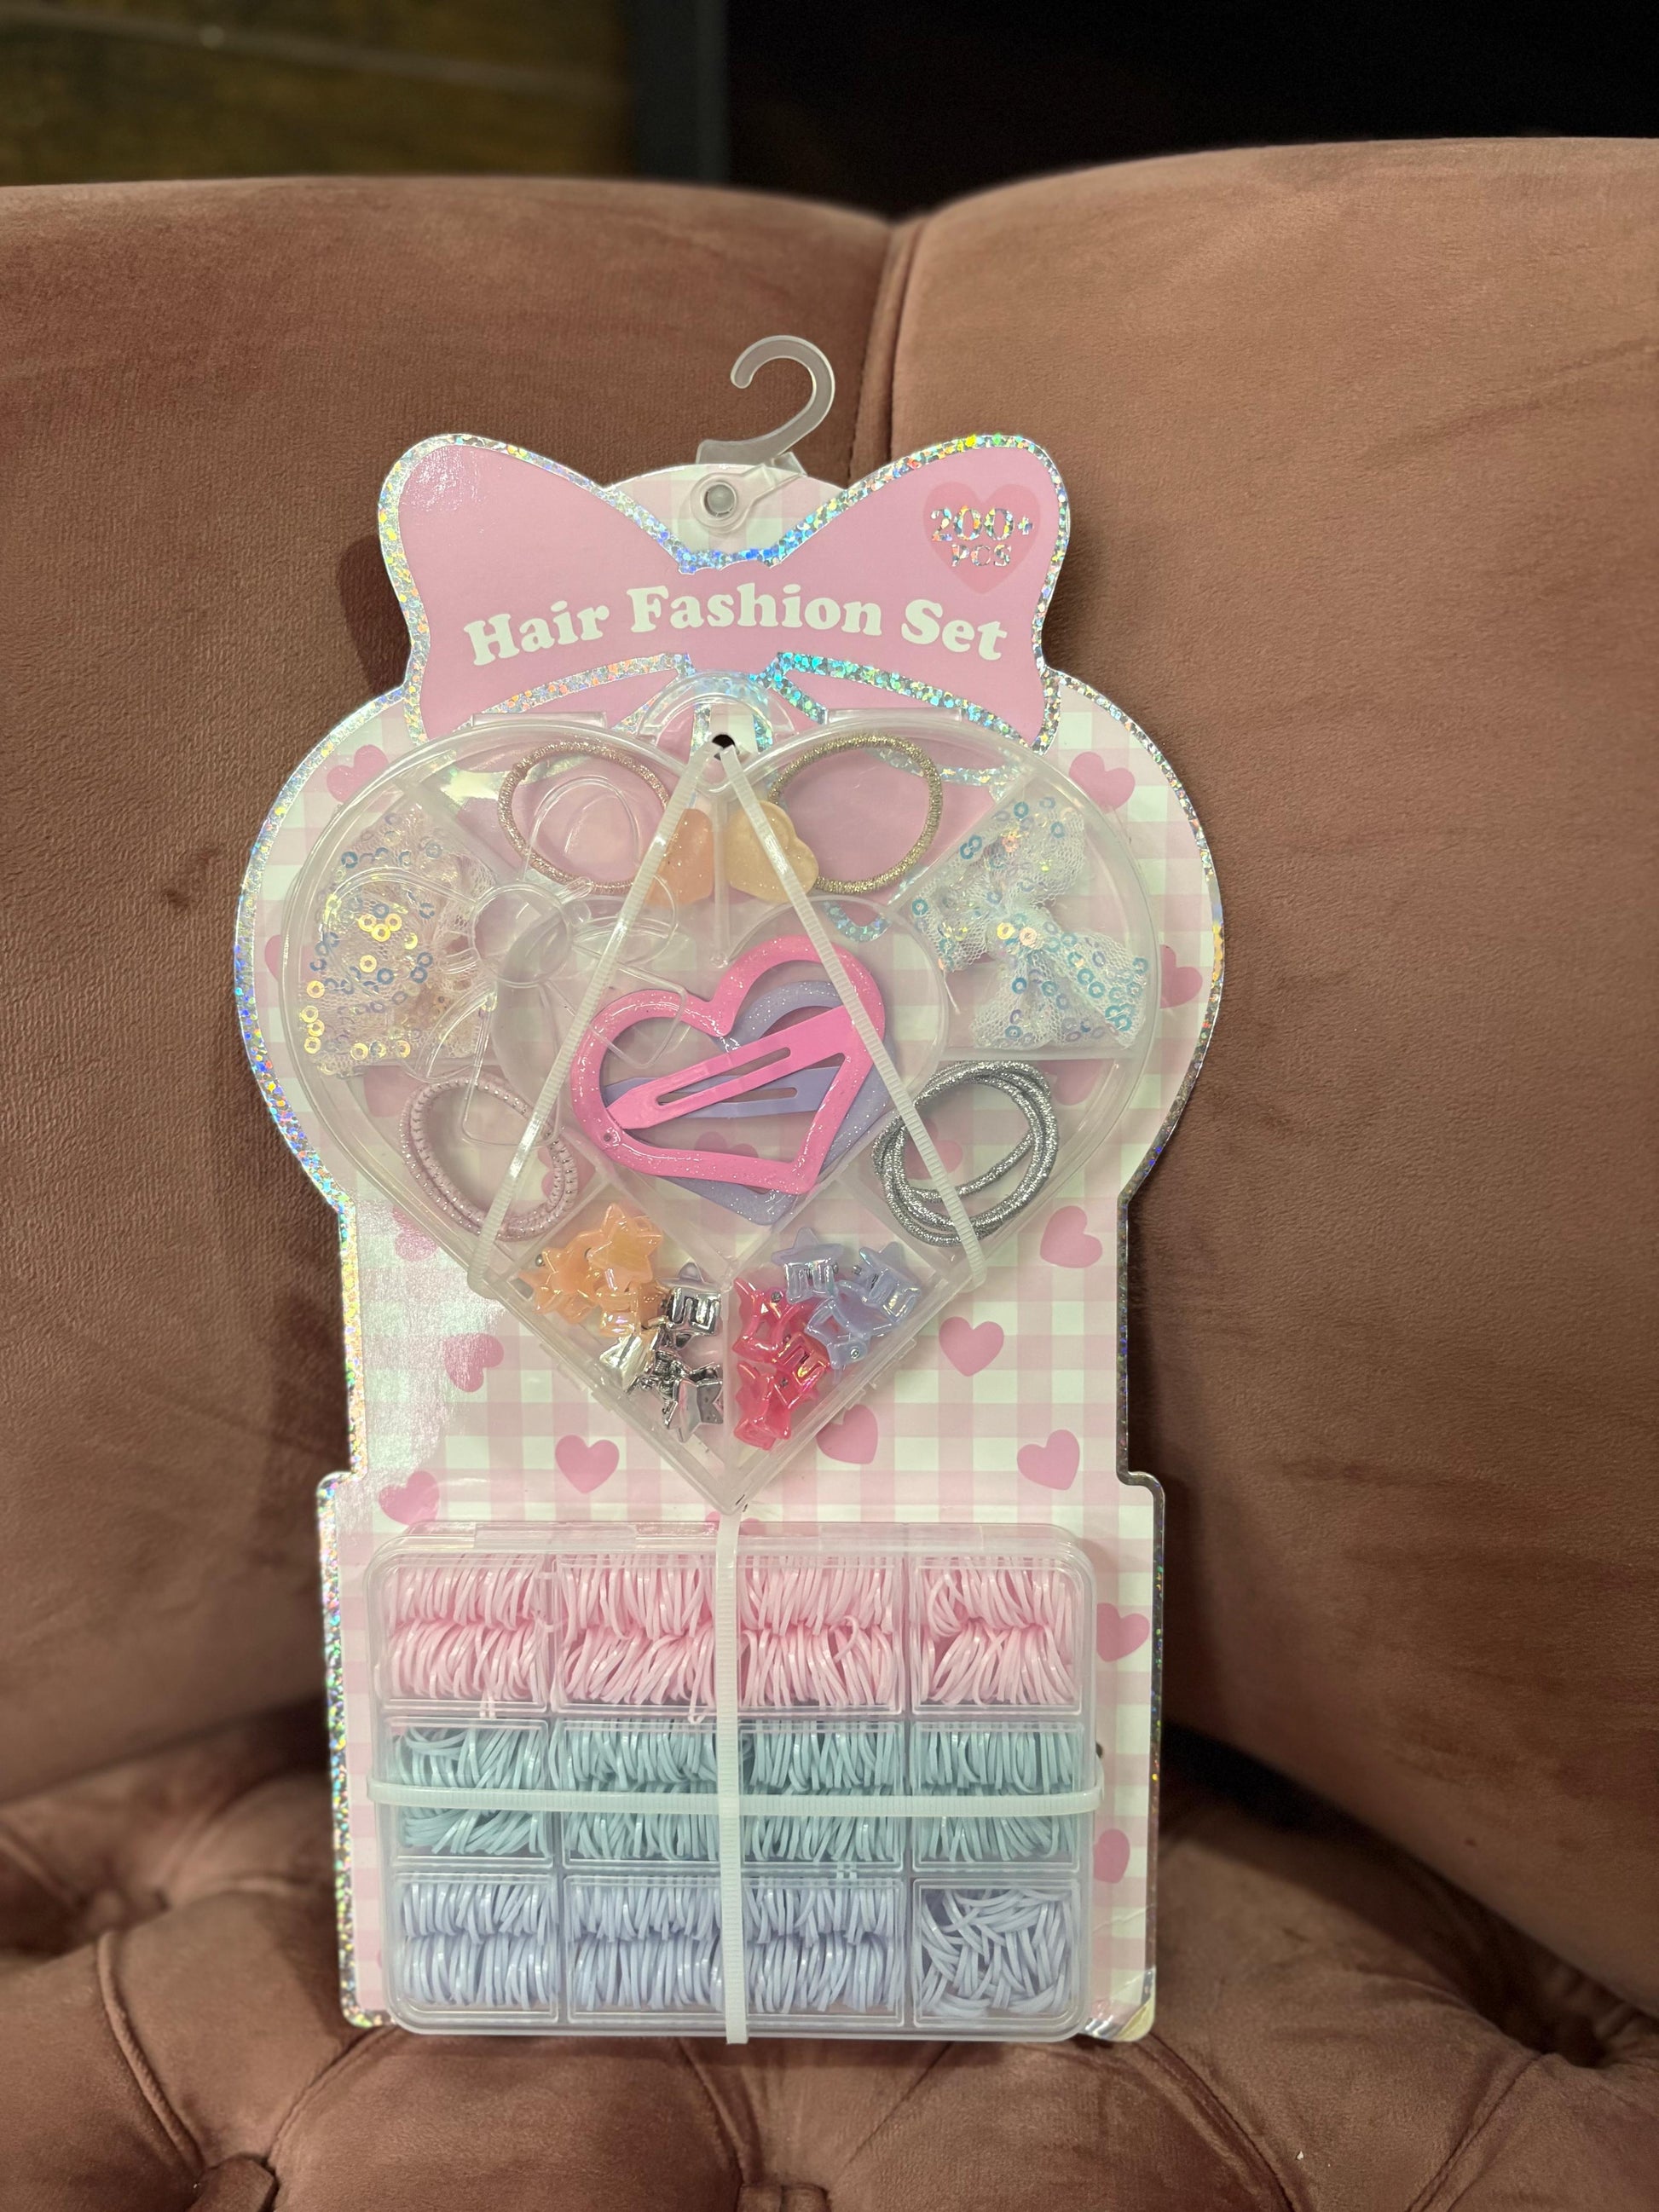 200+
PCS
Hair Fashion Set